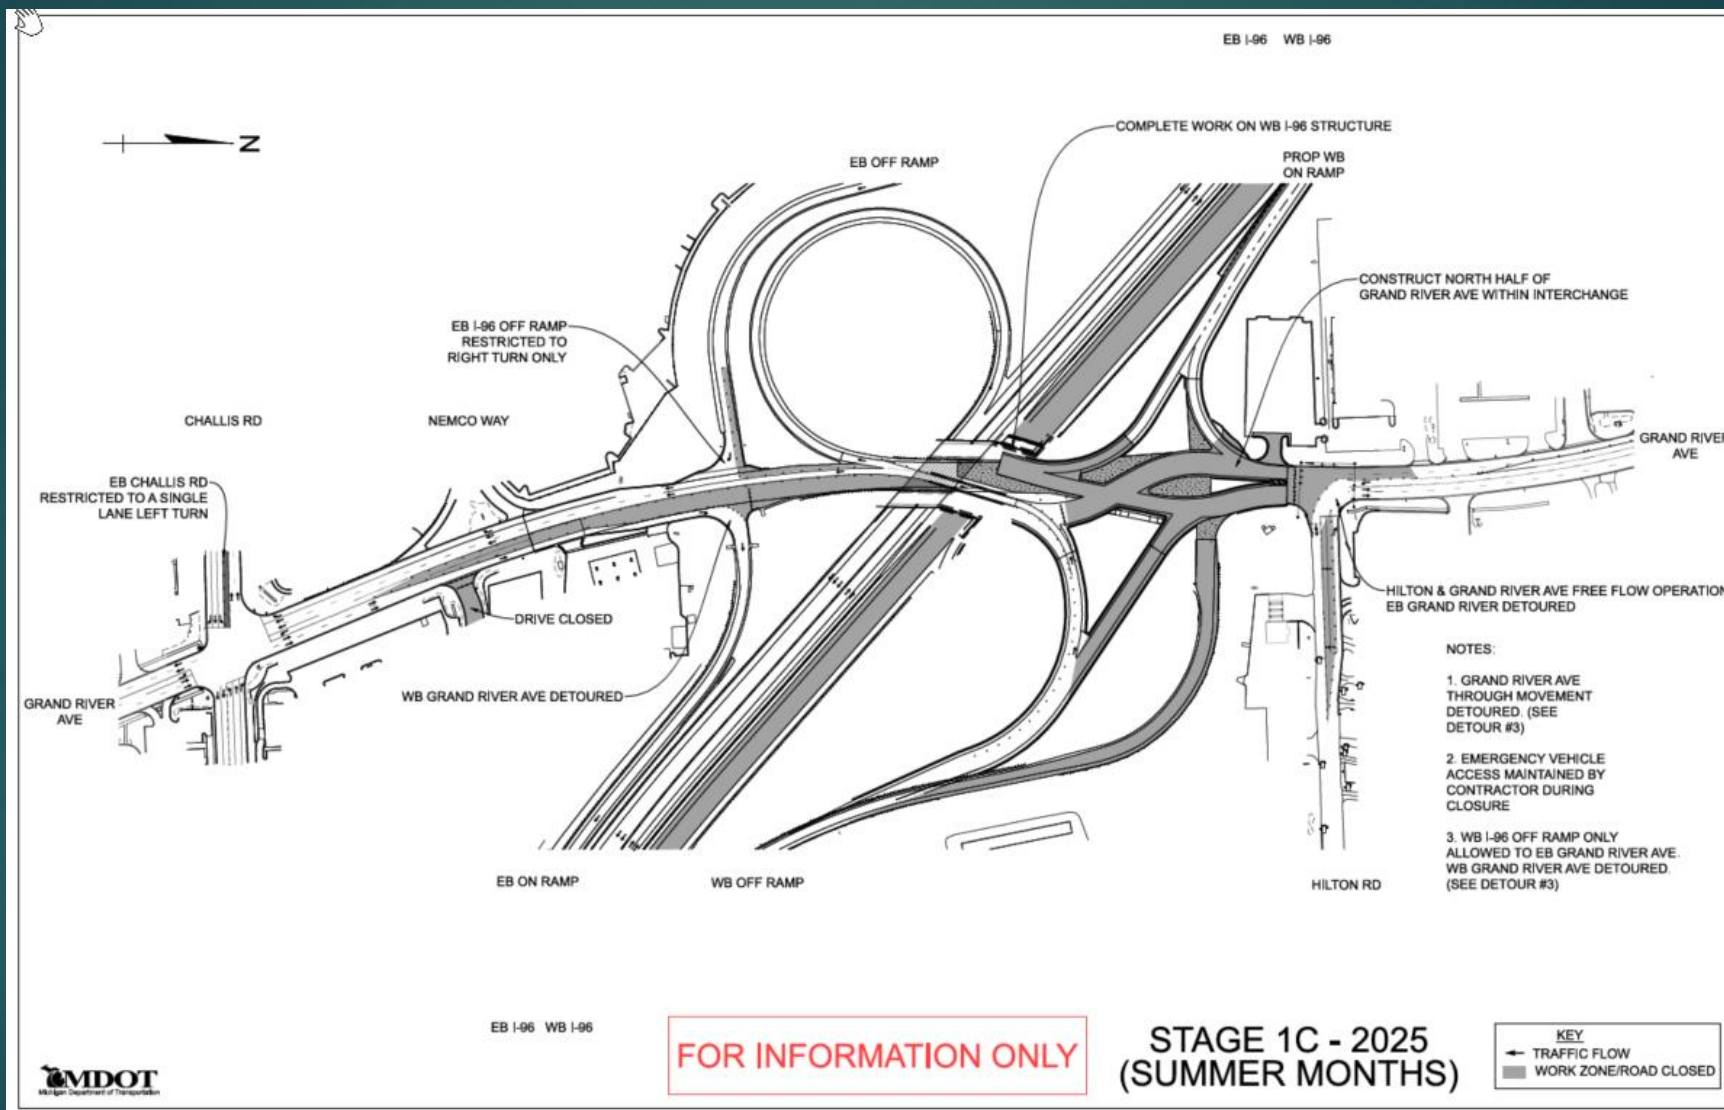 EB I-96 WB I-96
COMPLETE WORK ON WB I-96 STRUCTURE
EB OFF RAMP
PROP WB
ON RAMP
N
CONSTRUCT NORTH HALF OF
GRAND RIVER AVE WITHIN INTERCHANGE
EB I-96 OFF RAMP
RESTRICTED TO
RIGHT TURN ONLY
CHALLIS RD
NEMCO WAY
GRAND RIVER
AVE
EB CHALLIS RD
RESTRICTED TO A SINGLE
LANE LEFT TURN
DRIVE CLOSED
HILTON & GRAND RIVER AVE FREE FLOW OPERATION
EB GRAND RIVER DETOURED
WB GRAND RIVER AVE DETOURED
GRAND RIVER
AVE
NOTES:
1. GRAND RIVER AVE
THROUGH MOVEMENT
DETOURED. (SEE
DETOUR #3)
2. EMERGENCY VEHICLE
ACCESS MAINTAINED BY
CONTRACTOR DURING
CLOSURE
3. WB I-96 OFF RAMP ONLY
ALLOWED TO EB GRAND RIVER AVE.
WB GRAND RIVER AVE DETOURED.
(SEE DETOUR #3)
EB ON RAMP
WB OFF RAMP
HILTON RD
EB I-96 WB I-96
FOR INFORMATION ONLY
STAGE 1C - 2025
(SUMMER MONTHS)
KEY
TRAFFIC FLOW
WORK ZONE/ROAD CLOSED
MDOT
Michigan Department of Transportation